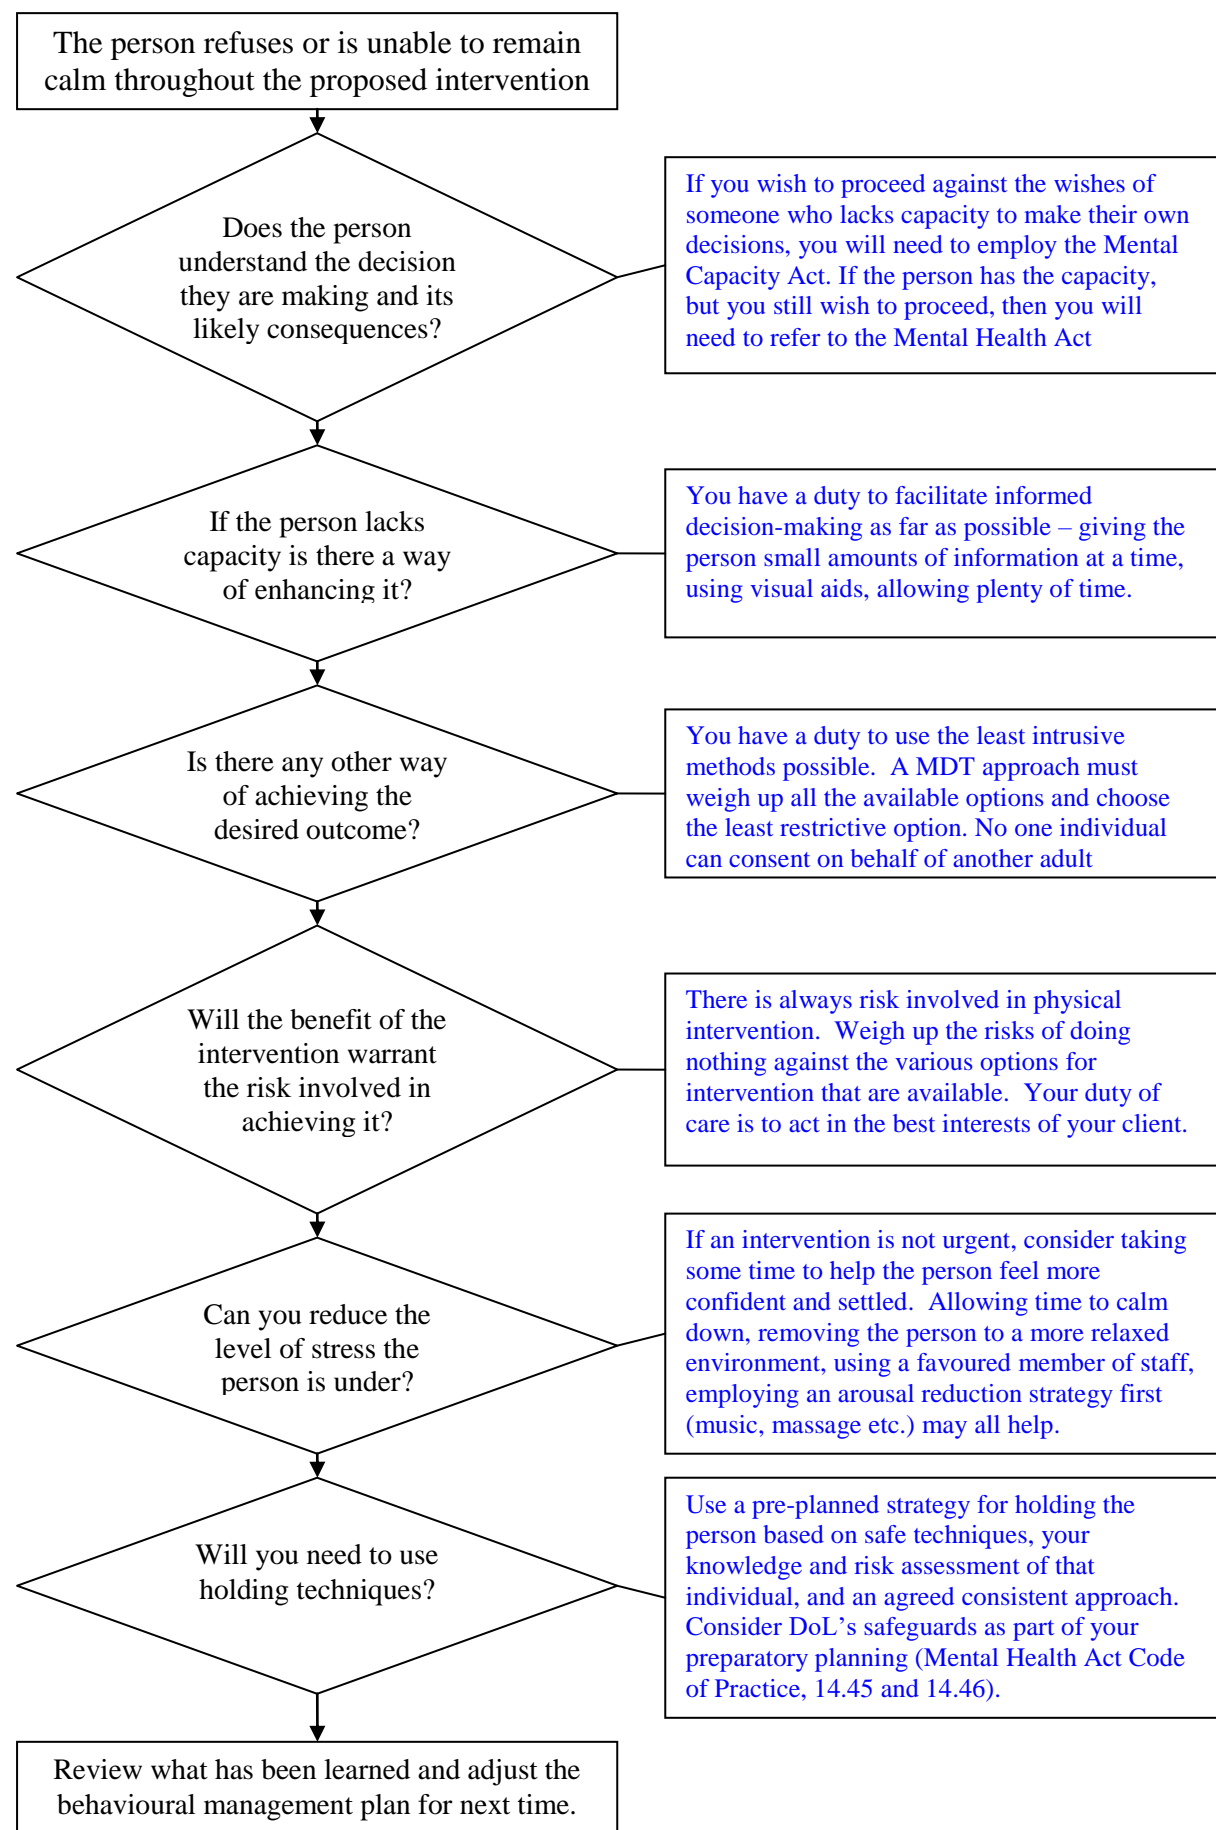 The person refuses or is unable to remain
calm throughout the proposed intervention
Does the person
understand the decision
they are making and its
likely consequences?
If you wish to proceed against the wishes of
someone who lacks capacity to make their own
decisions, you will need to employ the Mental
Capacity Act. If the person has the capacity,
but you still wish to proceed, then you will
need to refer to the Mental Health Act
If the person lacks
capacity is there a way
of enhancing it?
You have a duty to facilitate informed
decision-making as far as possible – giving the
person small amounts of information at a time,
using visual aids, allowing plenty of time.
Is there any other way
of achieving the
desired outcome?
You have a duty to use the least intrusive
methods possible.  A MDT approach must
weigh up all the available options and choose
the least restrictive option. No one individual
can consent on behalf of another adult
Will the benefit of the
intervention warrant
the risk involved in
achieving it?
There is always risk involved in physical
intervention.  Weigh up the risks of doing
nothing against the various options for
intervention that are available.  Your duty of
care is to act in the best interests of your client.
Can you reduce the
level of stress the
person is under?
If an intervention is not urgent, consider taking
some time to help the person feel more
confident and settled.  Allowing time to calm
down, removing the person to a more relaxed
environment, using a favoured member of staff,
employing an arousal reduction strategy first
(music, massage etc.) may all help.
Will you need to use
holding techniques?
Use a pre-planned strategy for holding the
person based on safe techniques, your
knowledge and risk assessment of that
individual, and an agreed consistent approach.
Consider DoL's safeguards as part of your
preparatory planning (Mental Health Act Code
of Practice, 14.45 and 14.46).
Review what has been learned and adjust the
behavioural management plan for next time.